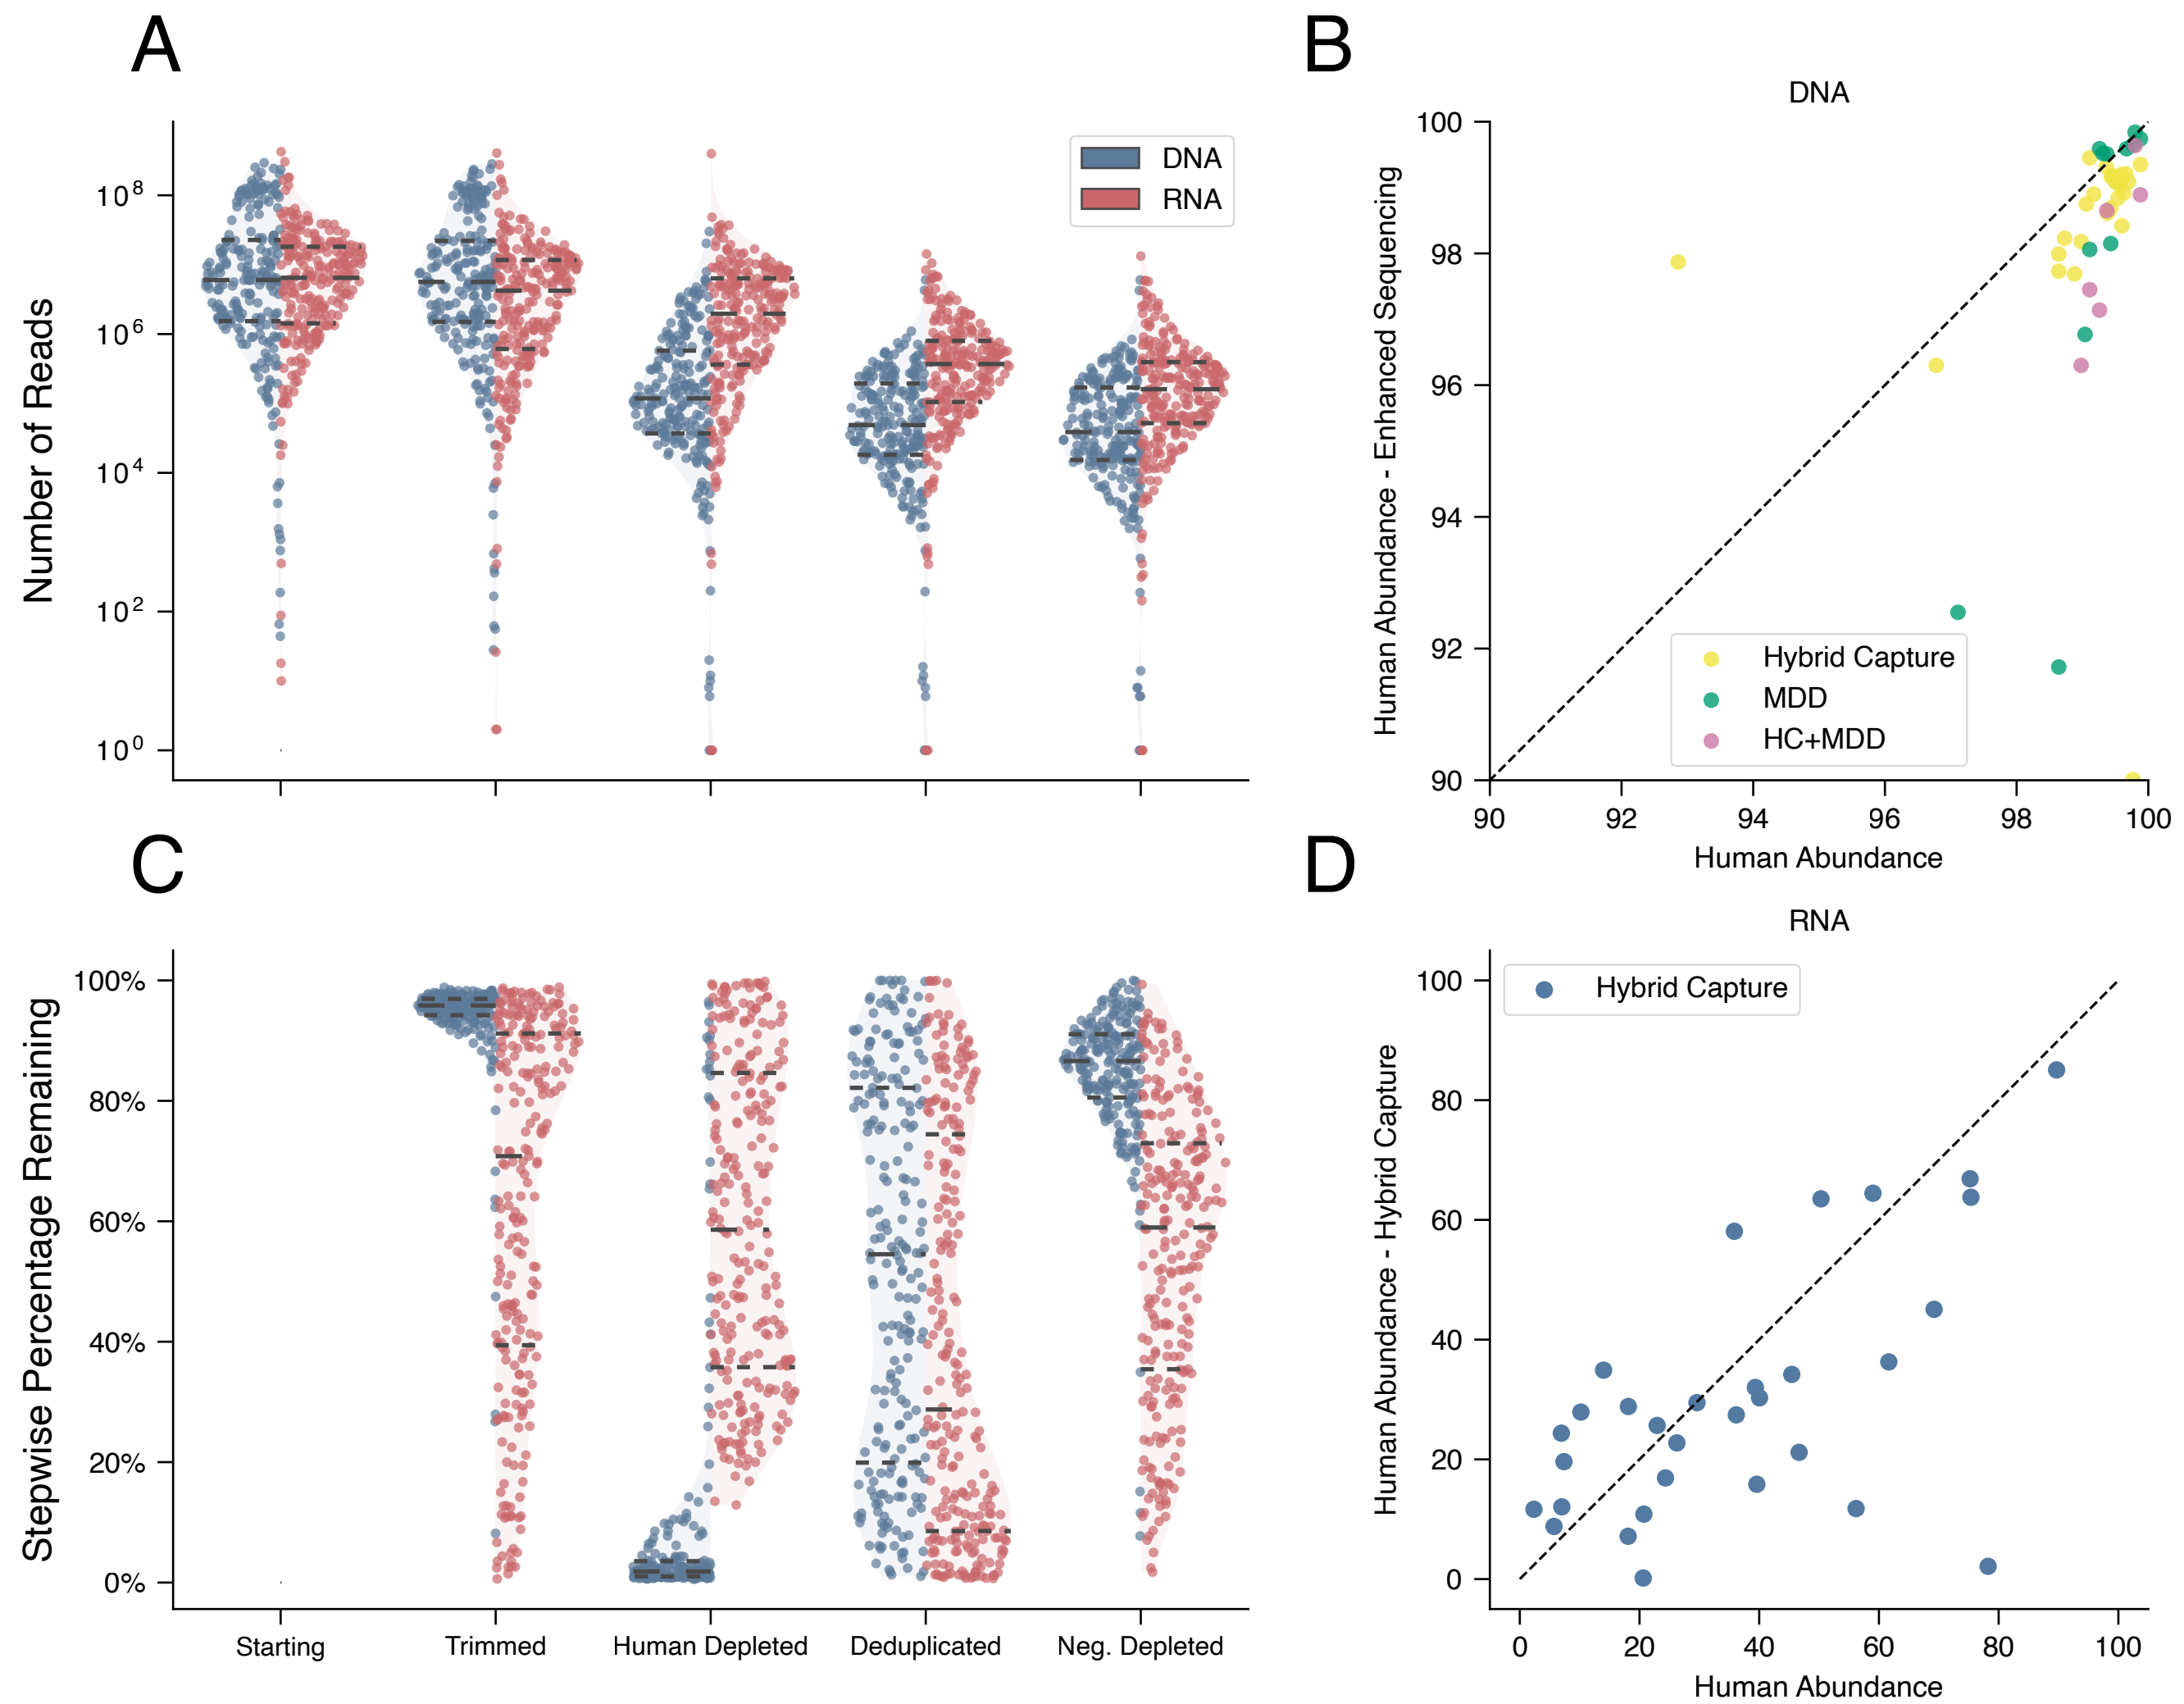 A
Number of Reads
10^8
10^6
10^4
10^2
10^0
DNA
RNA
B
DNA
Human Abundance - Enhanced Sequencing
100
98
96
94
92
90
Hybrid Capture
MDD
HC+MDD
90 92 94 96 98 100
Human Abundance
C
Stepwise Percentage Remaining
100%
80%
60%
40%
20%
0%
Starting Trimmed Human Depleted Deduplicated Neg. Depleted
D
RNA
Human Abundance - Hybrid Capture
100
80
60
40
20
0
Hybrid Capture
0 20 40 60 80 100
Human Abundance